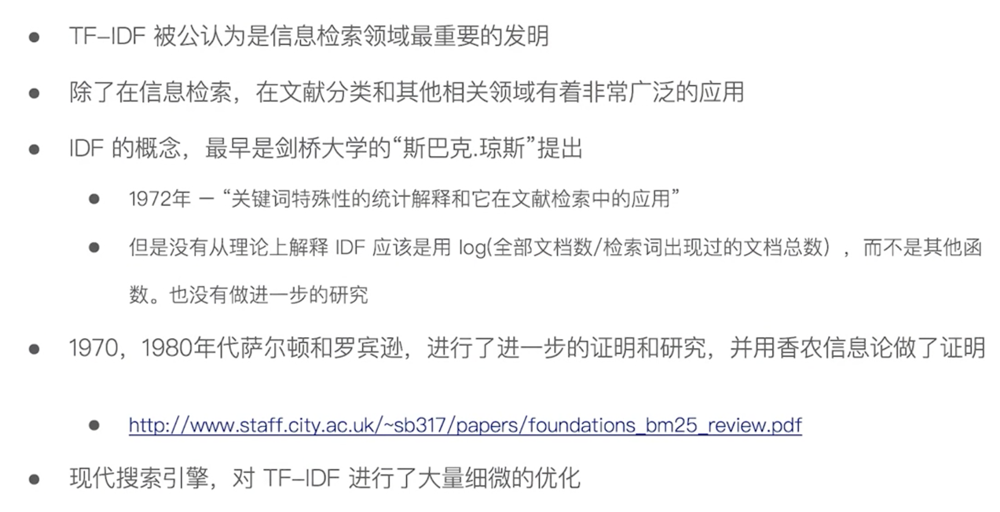 ● TF–IDF 被公认为是信息检索领域最重要的发明
● 除了在信息检索，在文献分类和其他相关领域有着非常广泛的应用
● IDF 的概念，最早是剑桥大学的“斯巴克.琼斯”提出
● 1972年 — “关键词特殊性的统计解释和它在文献检索中的应用”
● 但是没有从理论上解释 IDF 应该是用 log(全部文档数/检索词出现过的文档总数），而不是其他函
数。也没有做进一步的研究
● 1970，1980年代萨尔顿和罗宾逊，进行了进一步的证明和研究，并用香农信息论做了证明
● http://www.staff.city.ac.uk/~sb317/papers/foundations_bm25_review.pdf
● 现代搜索引擎，对 TF–IDF 进行了大量细微的优化